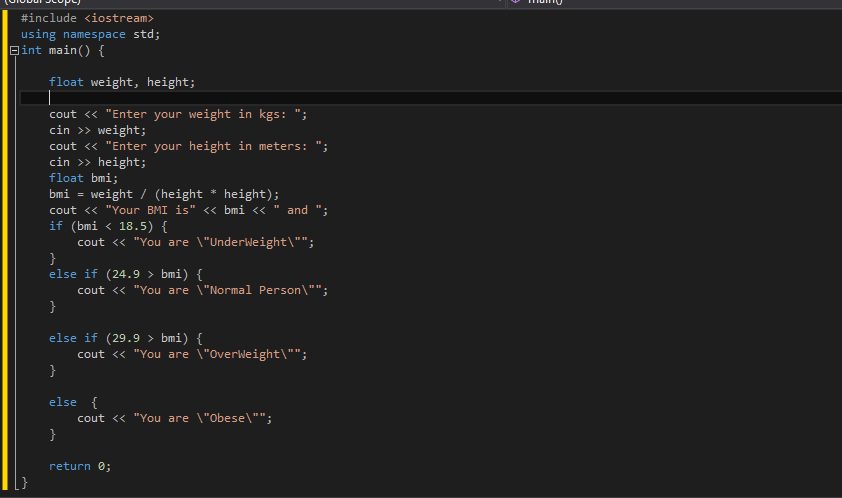 (Global Scope) main()
#include <iostream>
using namespace std;
int main() {
float weight, height;
cout << "Enter your weight in kgs: ";
cin >> weight;
cout << "Enter your height in meters: ";
cin >> height;
float bmi;
bmi = weight / (height * height);
cout << "Your BMI is" << bmi << " and ";
if (bmi < 18.5) {
cout << "You are \"UnderWeight\"";
}
else if (24.9 > bmi) {
cout << "You are \"Normal Person\"";
}
else if (29.9 > bmi) {
cout << "You are \"OverWeight\"";
}
else  {
cout << "You are \"Obese\"";
}
return 0;
}